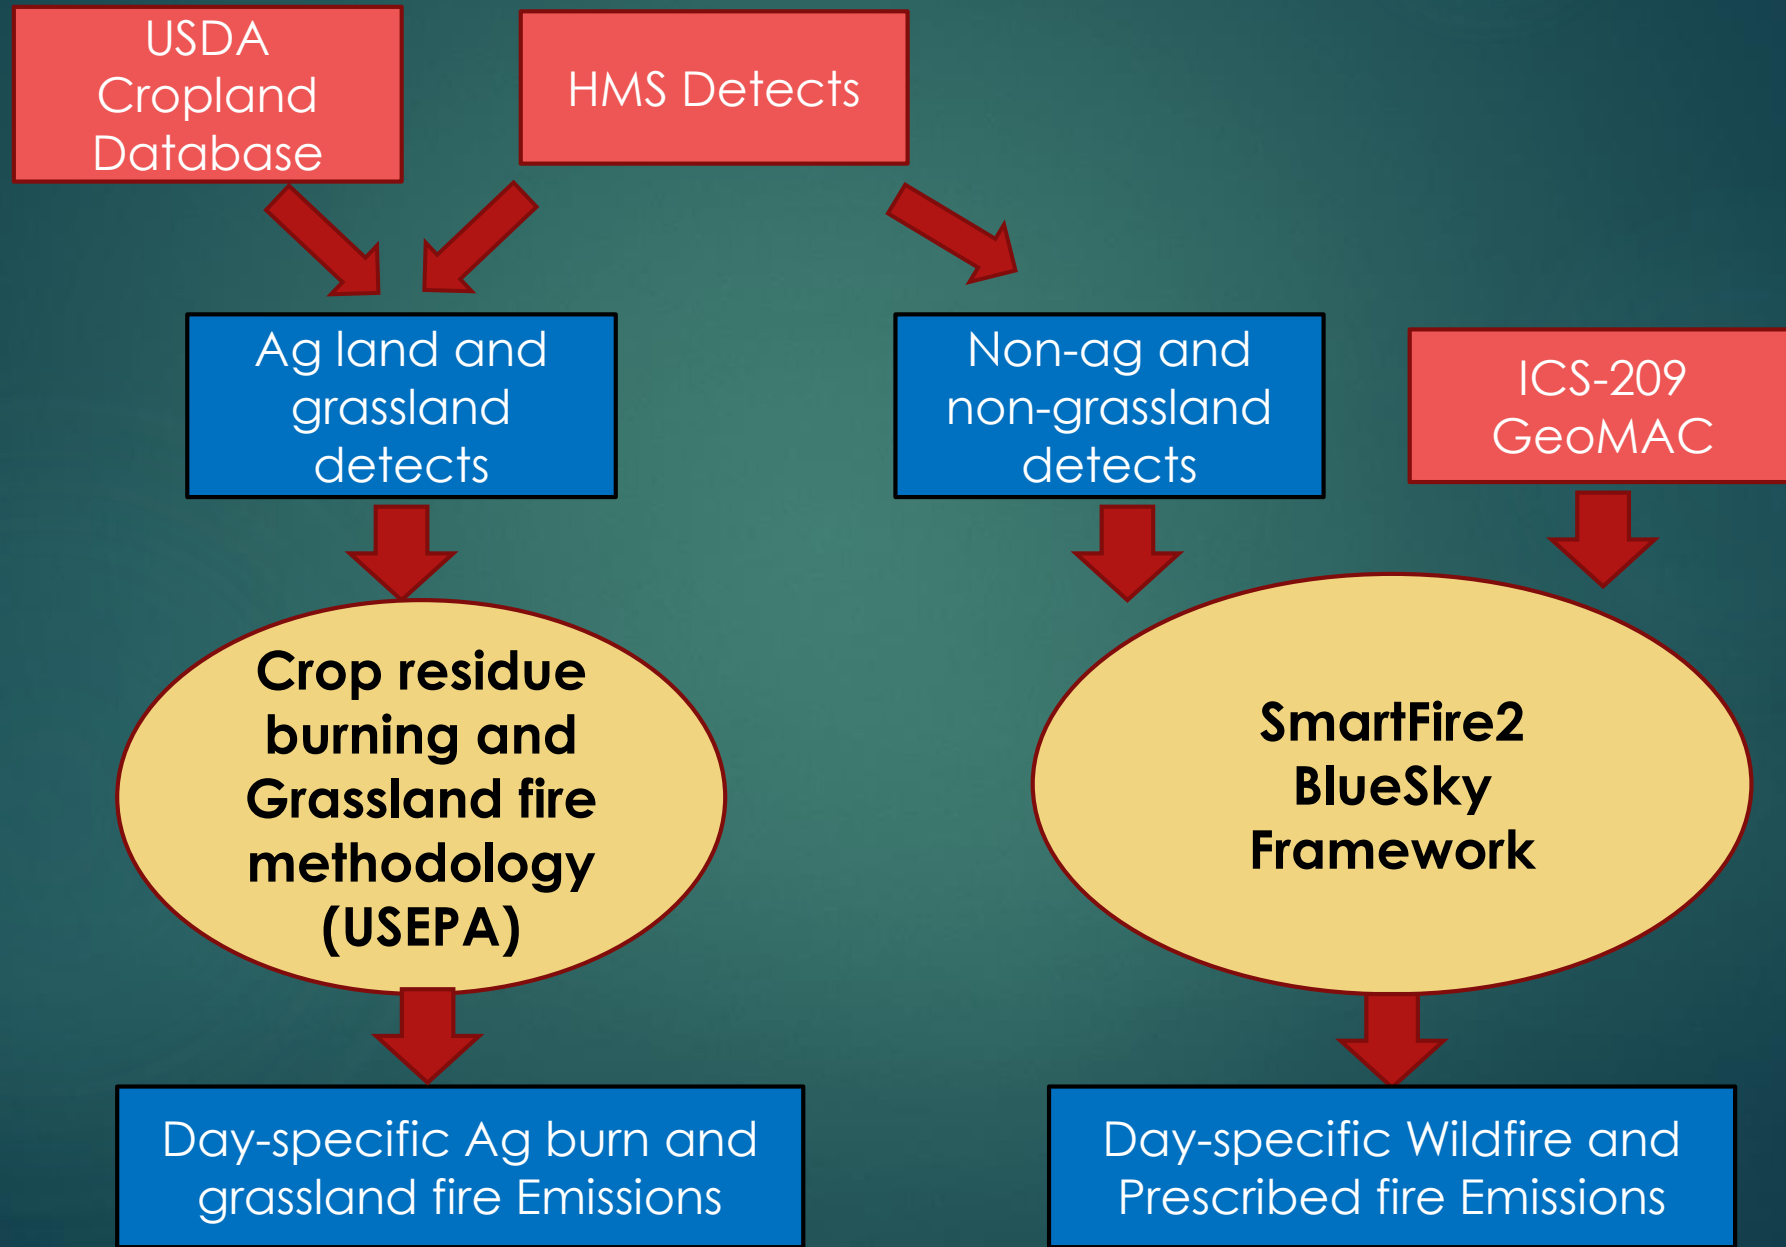 USDA
Cropland
Database
HMS Detects
Ag land and
grassland
detects
Non-ag and
non-grassland
detects
ICS-209
GeoMAC
Crop residue
burning and
Grassland fire
methodology
(USEPA)
SmartFire2
BlueSky
Framework
Day-specific Ag burn and
grassland fire Emissions
Day-specific Wildfire and
Prescribed fire Emissions